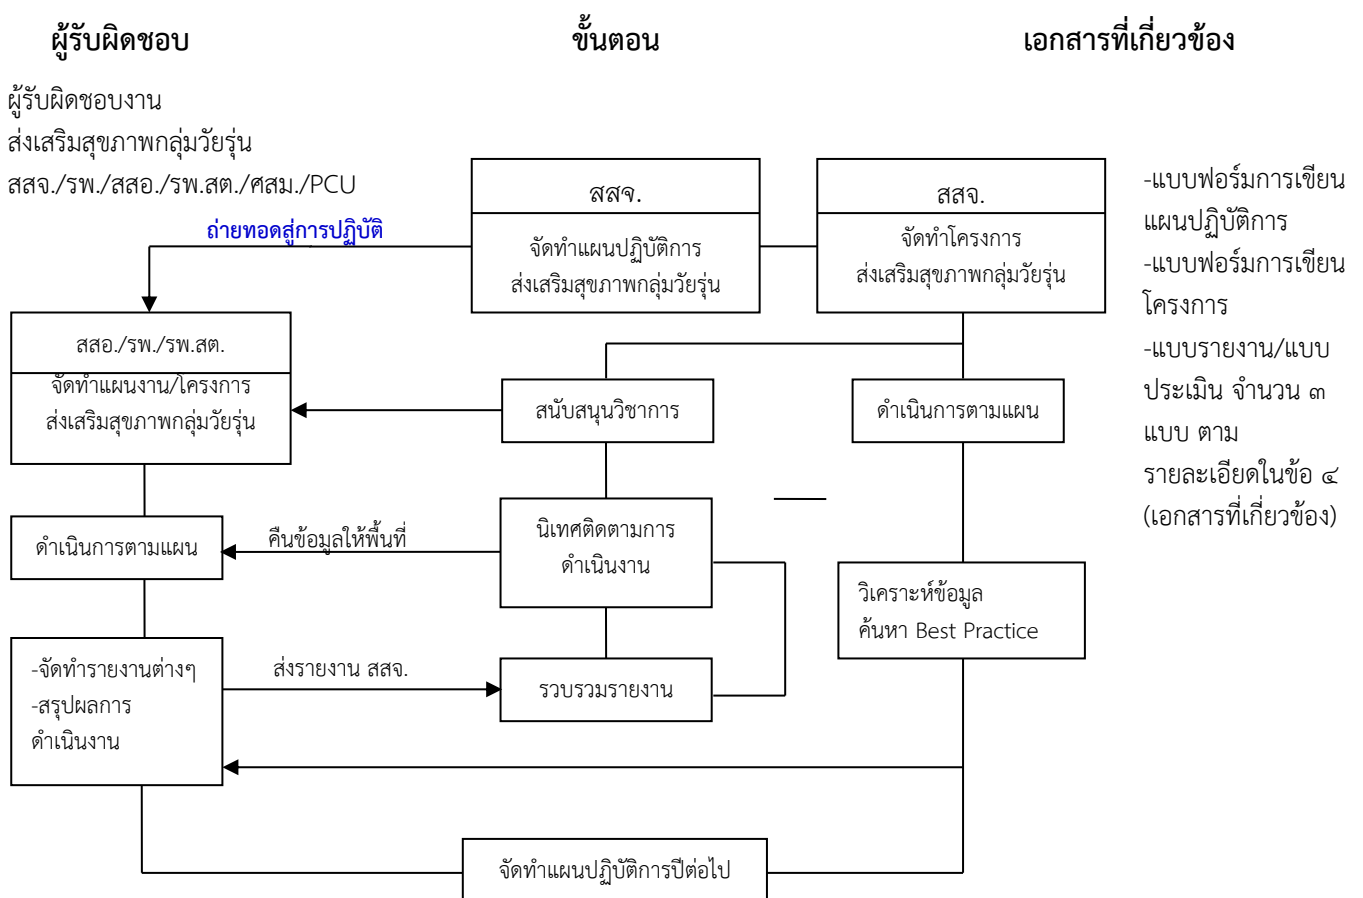 ผู้รับผิดชอบ
ขั้นตอน
เอกสารที่เกี่ยวข้อง
ผู้รับผิดชอบงาน
ส่งเสริมสุขภาพกลุ่มวัยรุ่น
สสจ./รพ./สสอ./รพ.สต./ศสม./PCU
ถ่ายทอดสู่การปฏิบัติ
สสจ.
จัดทำแผนปฏิบัติการ
ส่งเสริมสุขภาพกลุ่มวัยรุ่น
สสจ.
จัดทำโครงการ
ส่งเสริมสุขภาพกลุ่มวัยรุ่น
-แบบฟอร์มการเขียน
แผนปฏิบัติการ
-แบบฟอร์มการเขียน
โครงการ
-แบบรายงาน/แบบ
ประเมิน จำนวน ๓
แบบ ตาม
รายละเอียดในข้อ ๔
(เอกสารที่เกี่ยวข้อง)
สสอ./รพ./รพ.สต.
จัดทำแผนงาน/โครงการ
ส่งเสริมสุขภาพกลุ่มวัยรุ่น
สนับสนุนวิชาการ
ดำเนินการตามแผน
ดำเนินการตามแผน
คืนข้อมูลให้พื้นที่
นิเทศติดตามการ
ดำเนินงาน
วิเคราะห์ข้อมูล
ค้นหา Best Practice
-จัดทำรายงานต่างๆ
-สรุปผลการ
ดำเนินงาน
ส่งรายงาน สสจ.
รวบรวมรายงาน
จัดทำแผนปฏิบัติการปีต่อไป